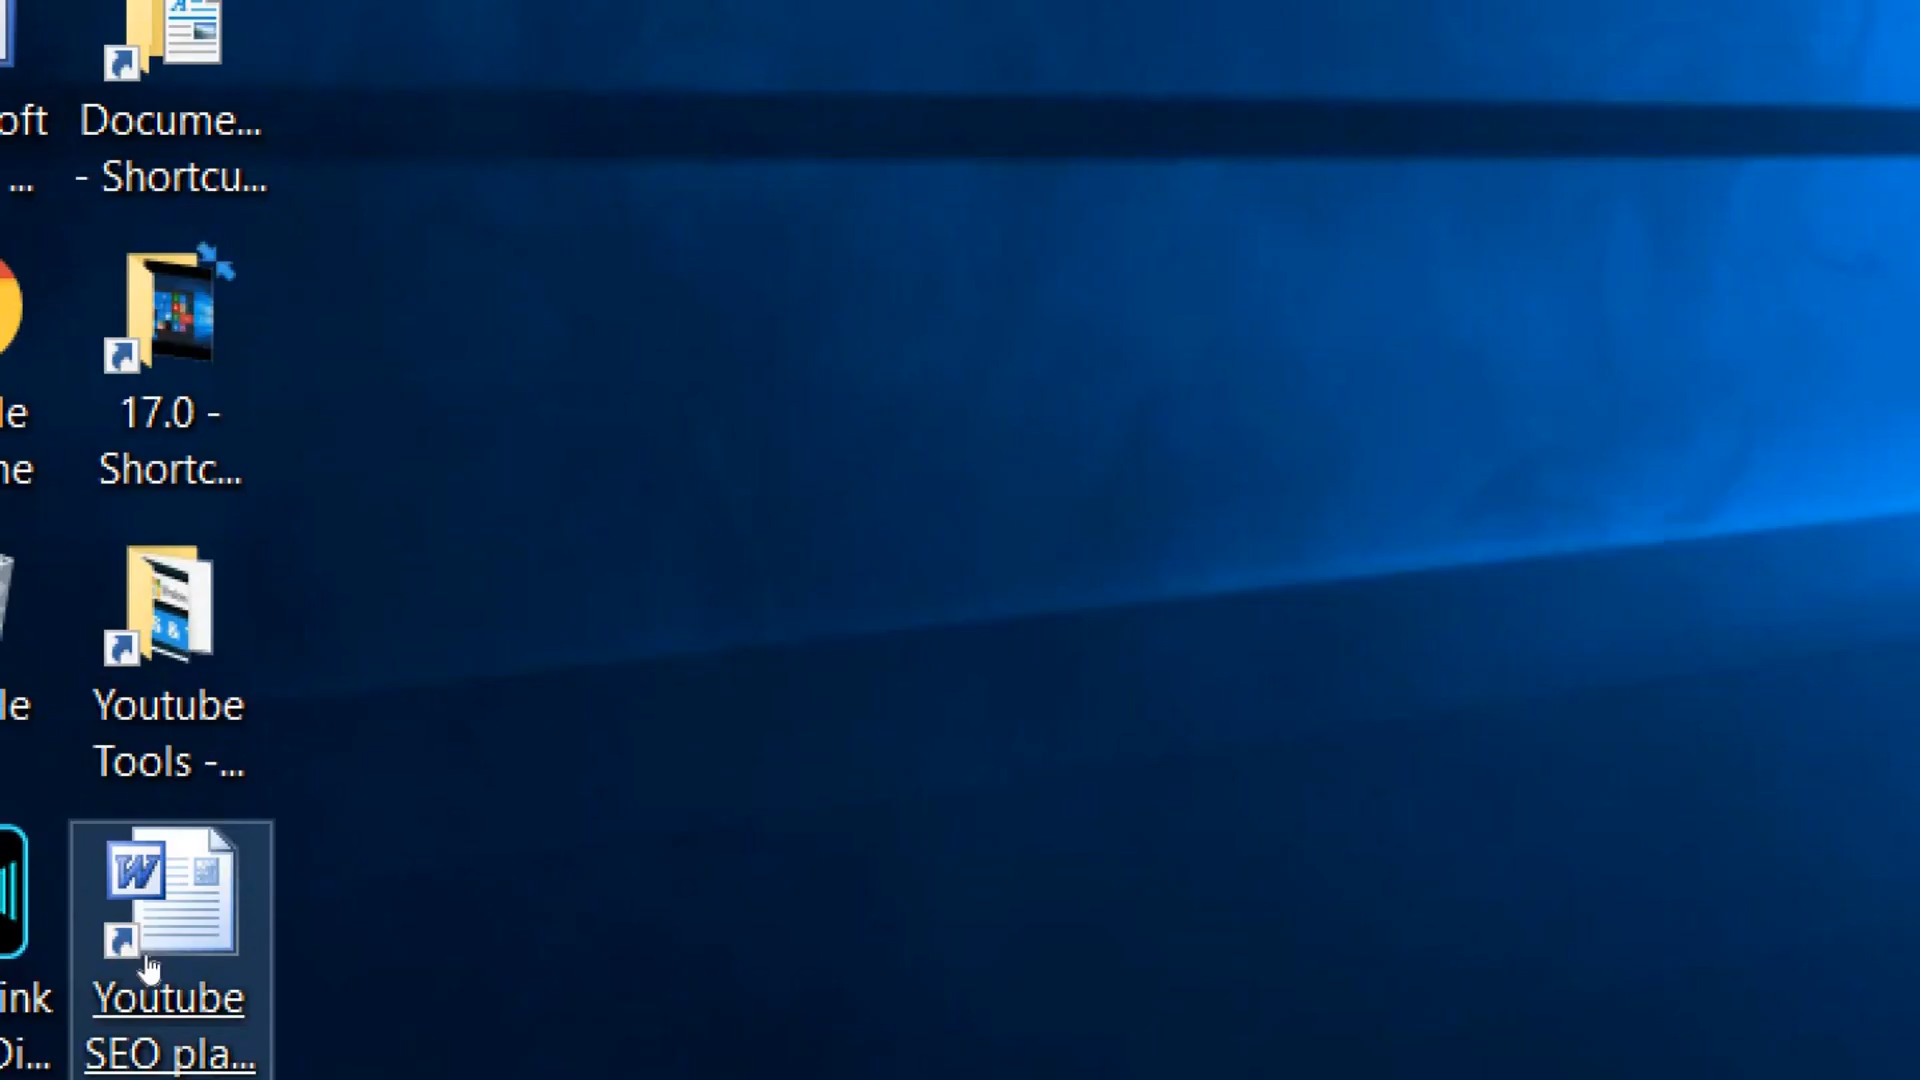 oft
...
Docume...
- Shortcu...
le
ne
17.0 -
Shortc...
le
Youtube
Tools -...
ink
Di...
Youtube
SEO pla...